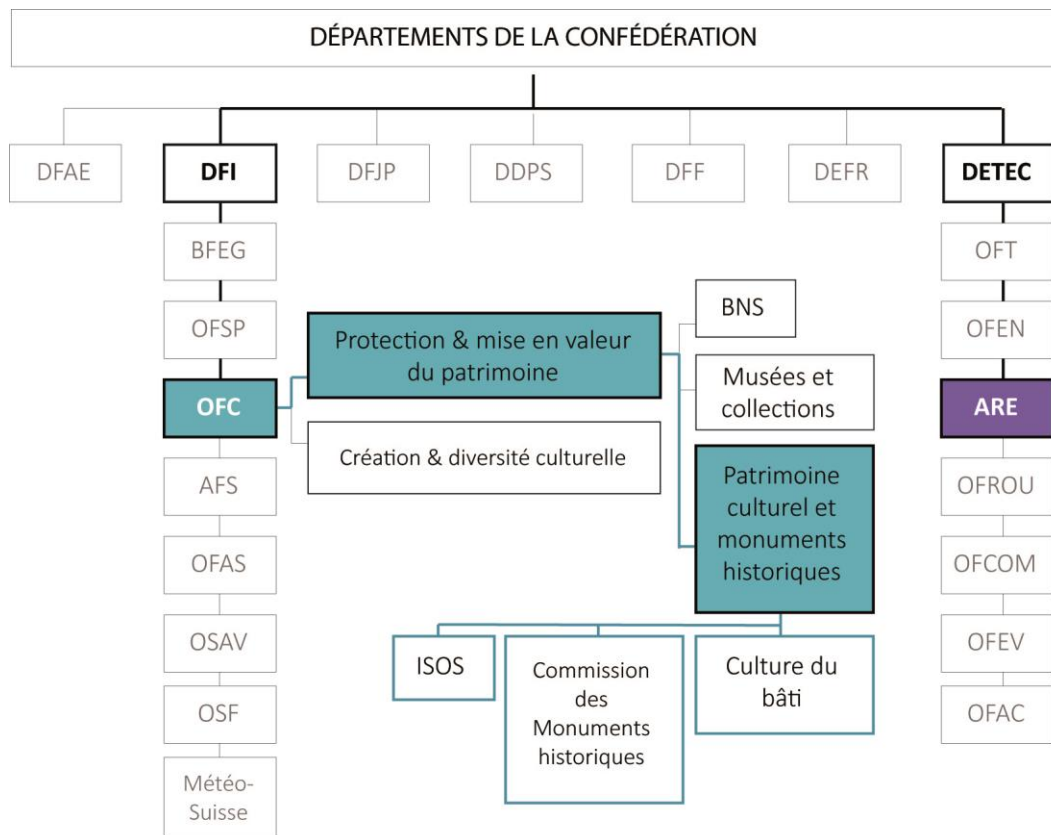 DÉPARTEMENTS DE LA CONFÉDÉRATION
DFAE
DFI
DFJP
DDPS
DFF
DEFR
DETEC
BFEG
OFSP
OFC
AFS
OFAS
OSAV
OSF
Météo-
Suisse
Protection & mise en valeur
du patrimoine
Création & diversité culturelle
BNS
Musées et
collections
Patrimoine
culturel et
monuments
historiques
ISOS
Commission
des
Monuments
historiques
Culture du
bâti
OFT
OFEN
ARE
OFROU
OFCOM
OFEV
OFAC